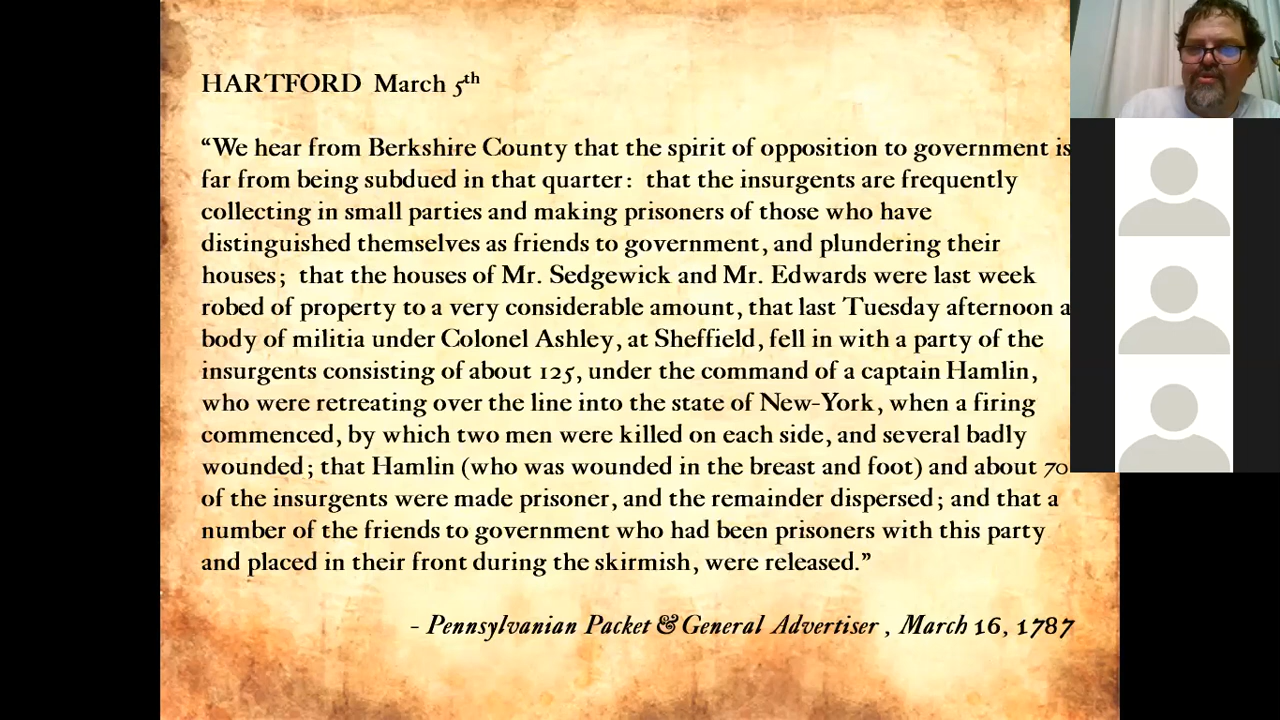 HARTFORD March 5th
“We hear from Berkshire County that the spirit of opposition to government is
far from being subdued in that quarter: that the insurgents are frequently
collecting in small parties and making prisoners of those who have
distinguished themselves as friends to government, and plundering their
houses; that the houses of Mr. Sedgewick and Mr. Edwards were last week
robed of property to a very considerable amount, that last Tuesday afternoon a
body of militia under Colonel Ashley, at Sheffield, fell in with a party of the
insurgents consisting of about 125, under the command of a captain Hamlin,
who were retreating over the line into the state of New-York, when a firing
commenced, by which two men were killed on each side, and several badly
wounded; that Hamlin (who was wounded in the breast and foot) and about 70
of the insurgents were made prisoner, and the remainder dispersed; and that a
number of the friends to government who had been prisoners with this party
and placed in their front during the skirmish, were released.”
- Pennsylvanian Packet & General Advertiser , March 16, 1787